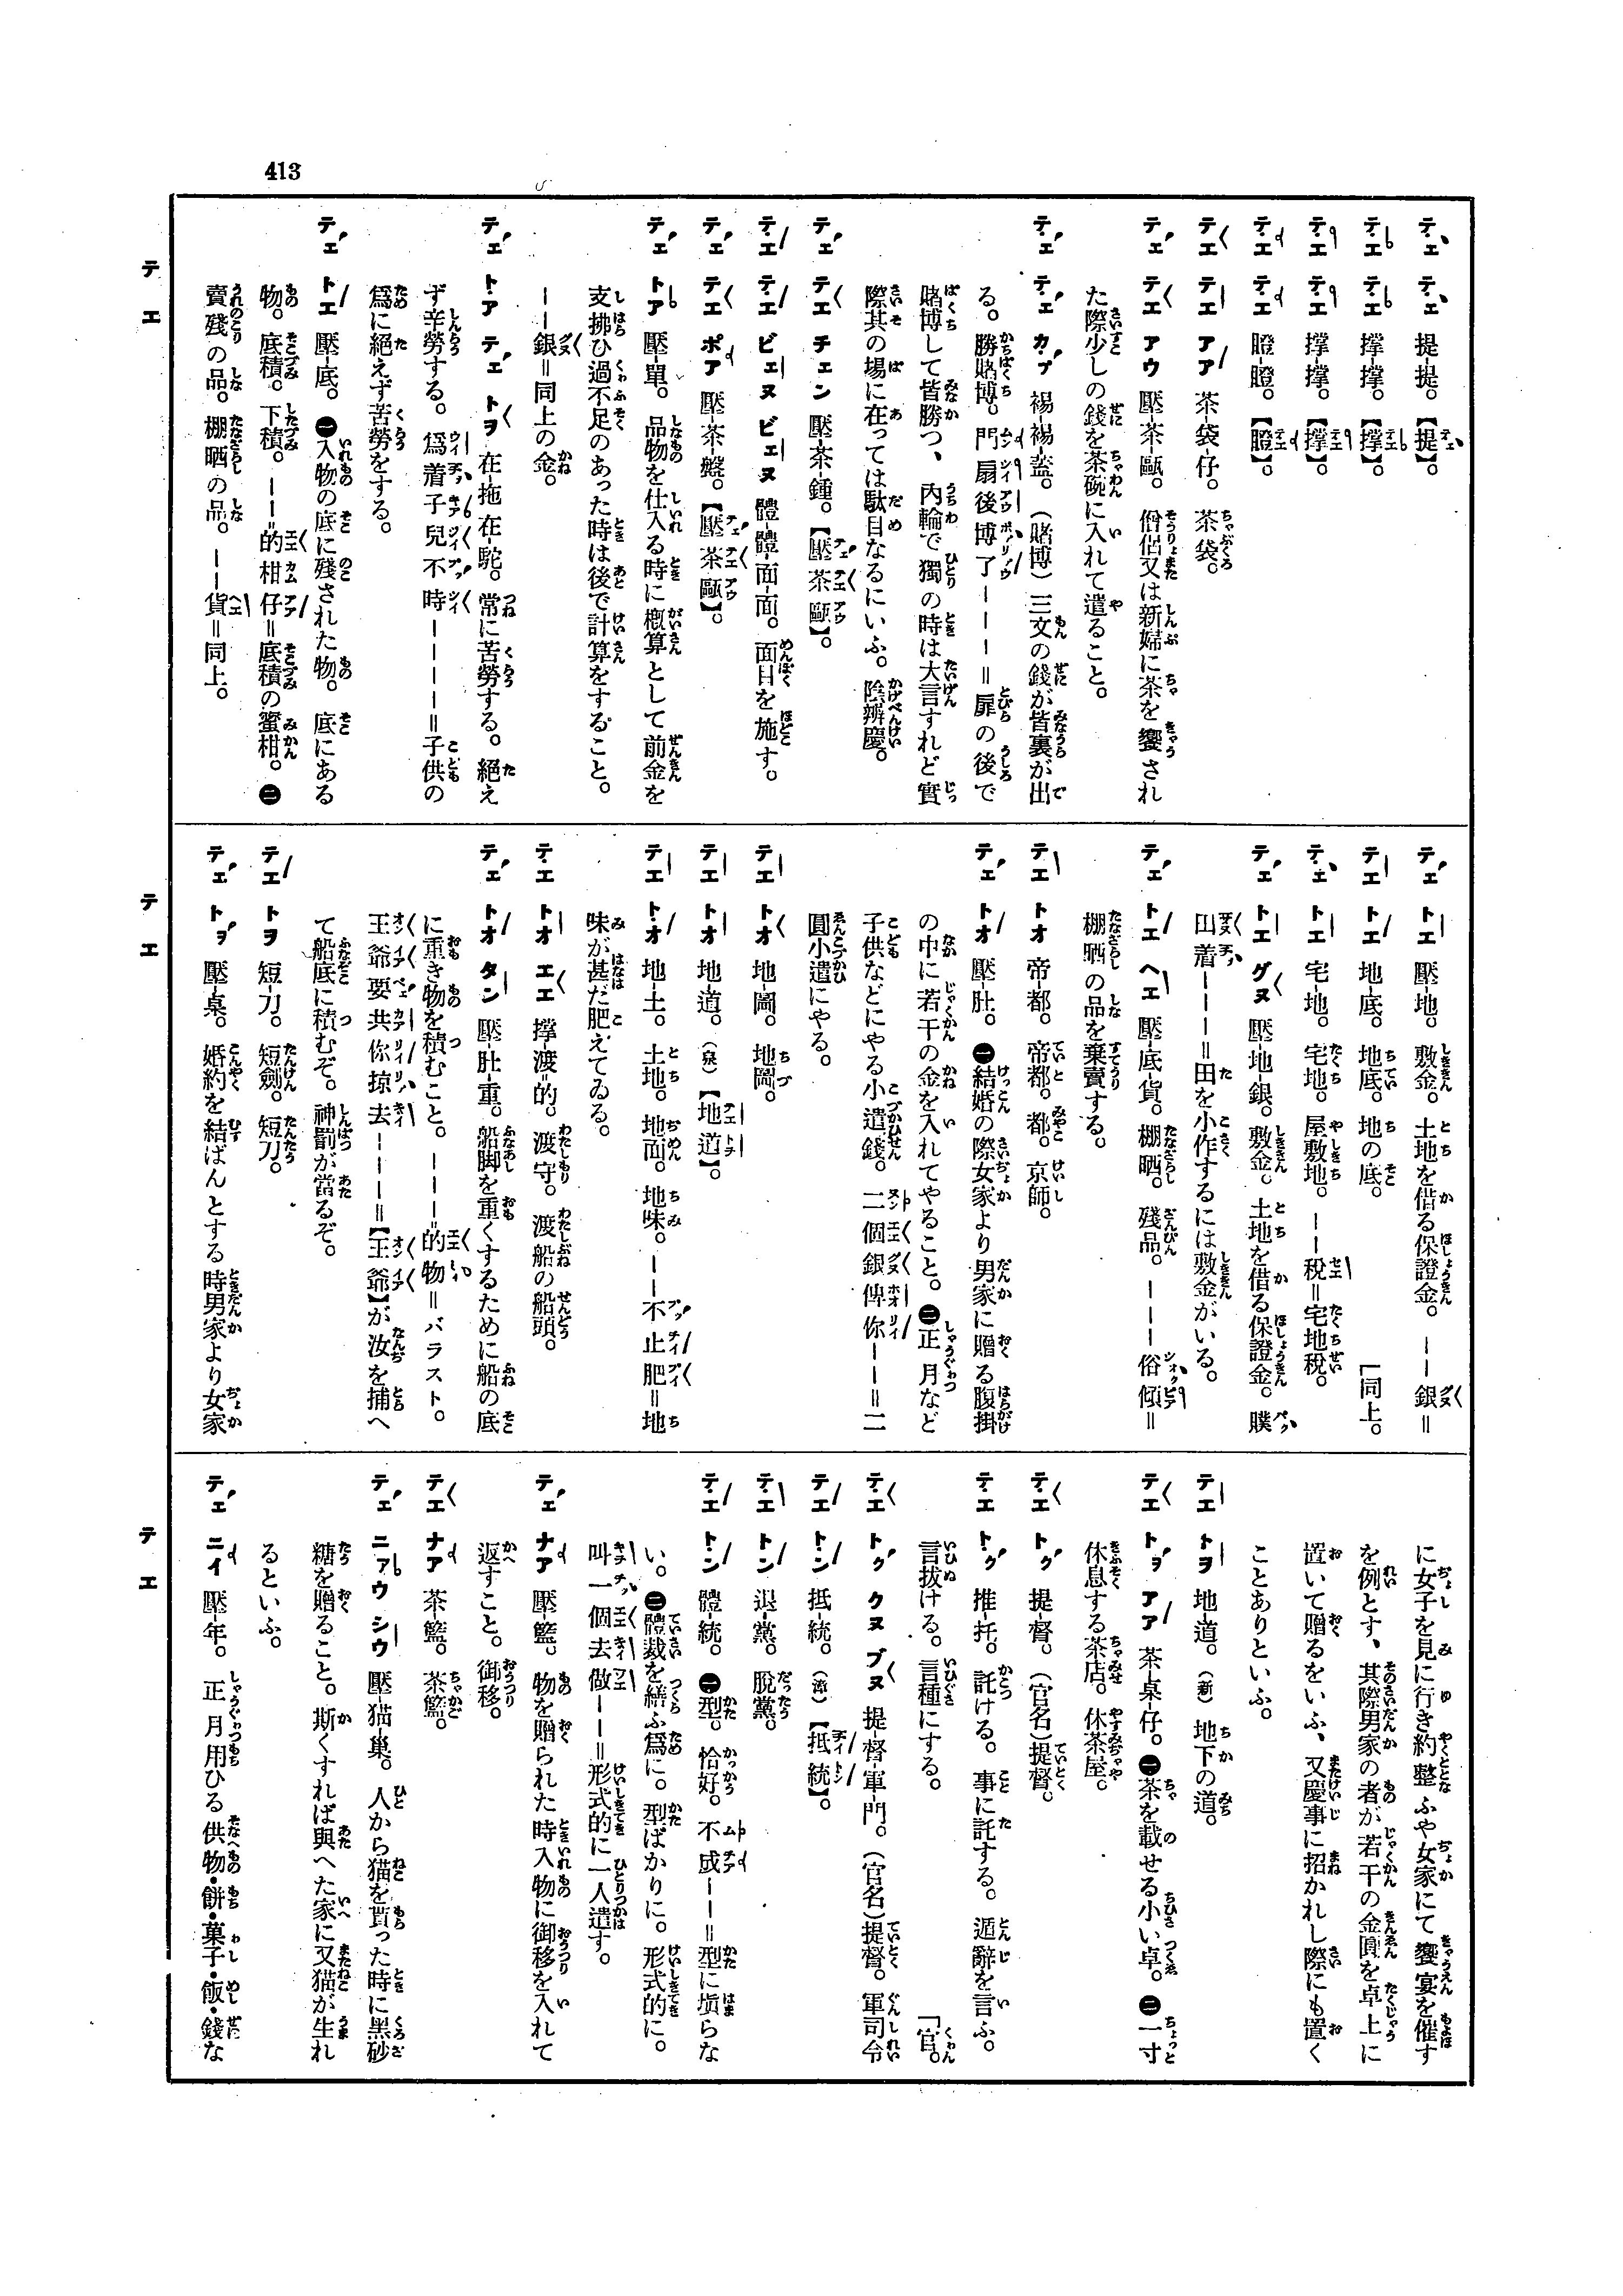 413
テェ テェ 提-提。【提】。
テエ テエ 撑-撑。【撑】。
テエ テエ 撑-撑。【撑】。
テエ テエ 瞪-瞪。【瞪】。
テエ アア 茶-袋-仔。茶袋。
テェ テエ アウ 壓-茶-甌。僧侶又は新婦に茶を饗され
た際少しの錢を茶碗に入れて遣ること。
テェ テェ カプ 裼-裼-蓋。(賭博)三文の錢が皆裏が出
る。勝賭博。門扇後博了———=扉の後で
賭博して皆勝つ、内輪で獨の時は大言すれど實
際其の場に在っては駄目なるにいふ。陰辨慶。
テェ テエ チェン 壓-茶-鍾。【壓茶甌】。
テエ テエ ビェヌ ビェヌ 體-體-面-面。面目を施す。
テェ テエ ポア 壓-茶-盤。【壓茶甌】。
テェ トア 壓-單。品物を仕入る時に概算として前金を
支拂ひ過不足のあった時は後で計算をすること。
——銀=同上の金。
テェ トア テェ トヲ 在-拖 在-駝。常に苦勞する。絕え
ず辛勞する。爲着子兒不時————=子供の
爲に絕えず苦勞をする。
テェ トエ 壓-底。㊀入物の底に殘された物。底にある
物。底積。下積。——的柑仔=底積の蜜柑。㊁
賣殘の品。棚晒の品。——貨=同上。
テェ トエ 壓-地。敷金。土地を借る保證金。——銀=
テエ トエ 地-底。地底。地の底。 「同上。
テェ トエ 宅-地。宅地。屋敷地。——稅=宅地稅。
テェ トエ グヌ 壓-地-銀。敷金。土地を借る保證金。贌
田着———=田を小作するには敷金がいる。
テェ トエ ヘエ 壓-底-貨。棚晒。殘品。———俗傾=
棚晒の品を棄賣する。
テエ トオ 帝-都。帝都。都。京師。
テェ トオ 壓-肚。㊀結婚の際女家より男家に贈る腹掛
の中に若干の金を入れてやること。㊁正月など
子供などにやる小遣錢。二個銀俾你——=二
圓小遣にやる。
テエ トオ 地-圖。地圖。
テエ トオ 地-道。(泉)【地道】。
テエ トオ 地-土。土地。地面。地味。——不止肥=地
味が甚だ肥えてゐる。
テエ トオ エエ 撑-渡=的。渡守。渡船の船頭。
テェ トオ タン 壓-肚-重。船脚を重くするために船の底
に重き物を積むこと。———=的物=バラスト。
王爺要共你掠去————=【王爺】が汝を捕へ
て船底に積むぞ。神罰が當るぞ。
テエ トヲ 短-刀。短劍。短刀。
テェ トヲ 壓-桌。婚約を結ばんとする時男家より女家
に女子を見に行き約整ふや女家にて饗宴を催す
を例とす、其際男家の者が若干の金圓を卓上に
置いて贈るをいふ、又慶事に招かれし際にも置く
ことありといふ。
テエ トヲ 地-道。(新)地下の道。
テエ トヲ アア 茶-桌-仔。㊀茶を載せる小い卓。㊁一寸
休息する茶店。休茶屋。
テエ トク 提-督。(官名)提督。
テエ トク 推-托。託ける。事に託する。遁辭を言ふ。
言拔ける。言種にする。 「官。
テエ トク クヌ ブヌ 提-督-軍-門。(官名)提督。軍司令
テエ トン 抵-統。(漳)【抵統】。
テエ トン 退-黨。脫黨。
テエ トン 體-統。㊀型。恰好。不成——=型に塡らな
い。㊁體裁を繕ふ爲に。型ばかりに。形式的に。
叫一個去做——=形式的に一人遣す。
テェ ナア 壓-籃。物を贈られた時入物に御移を入れて
返すこと。御移。
テエ ナア 茶-籃。茶籃。
テェ ニアウ シウ 壓-猫-巢。人から猫を貰った時に黑砂
糖を贈ること。斯くすれば與へた家に又猫が生れ
るといふ。
テェ ニイ 壓-年。正月用ひる供物・餠・菓子・飯・錢な
テ エ
テ エ
テ エ